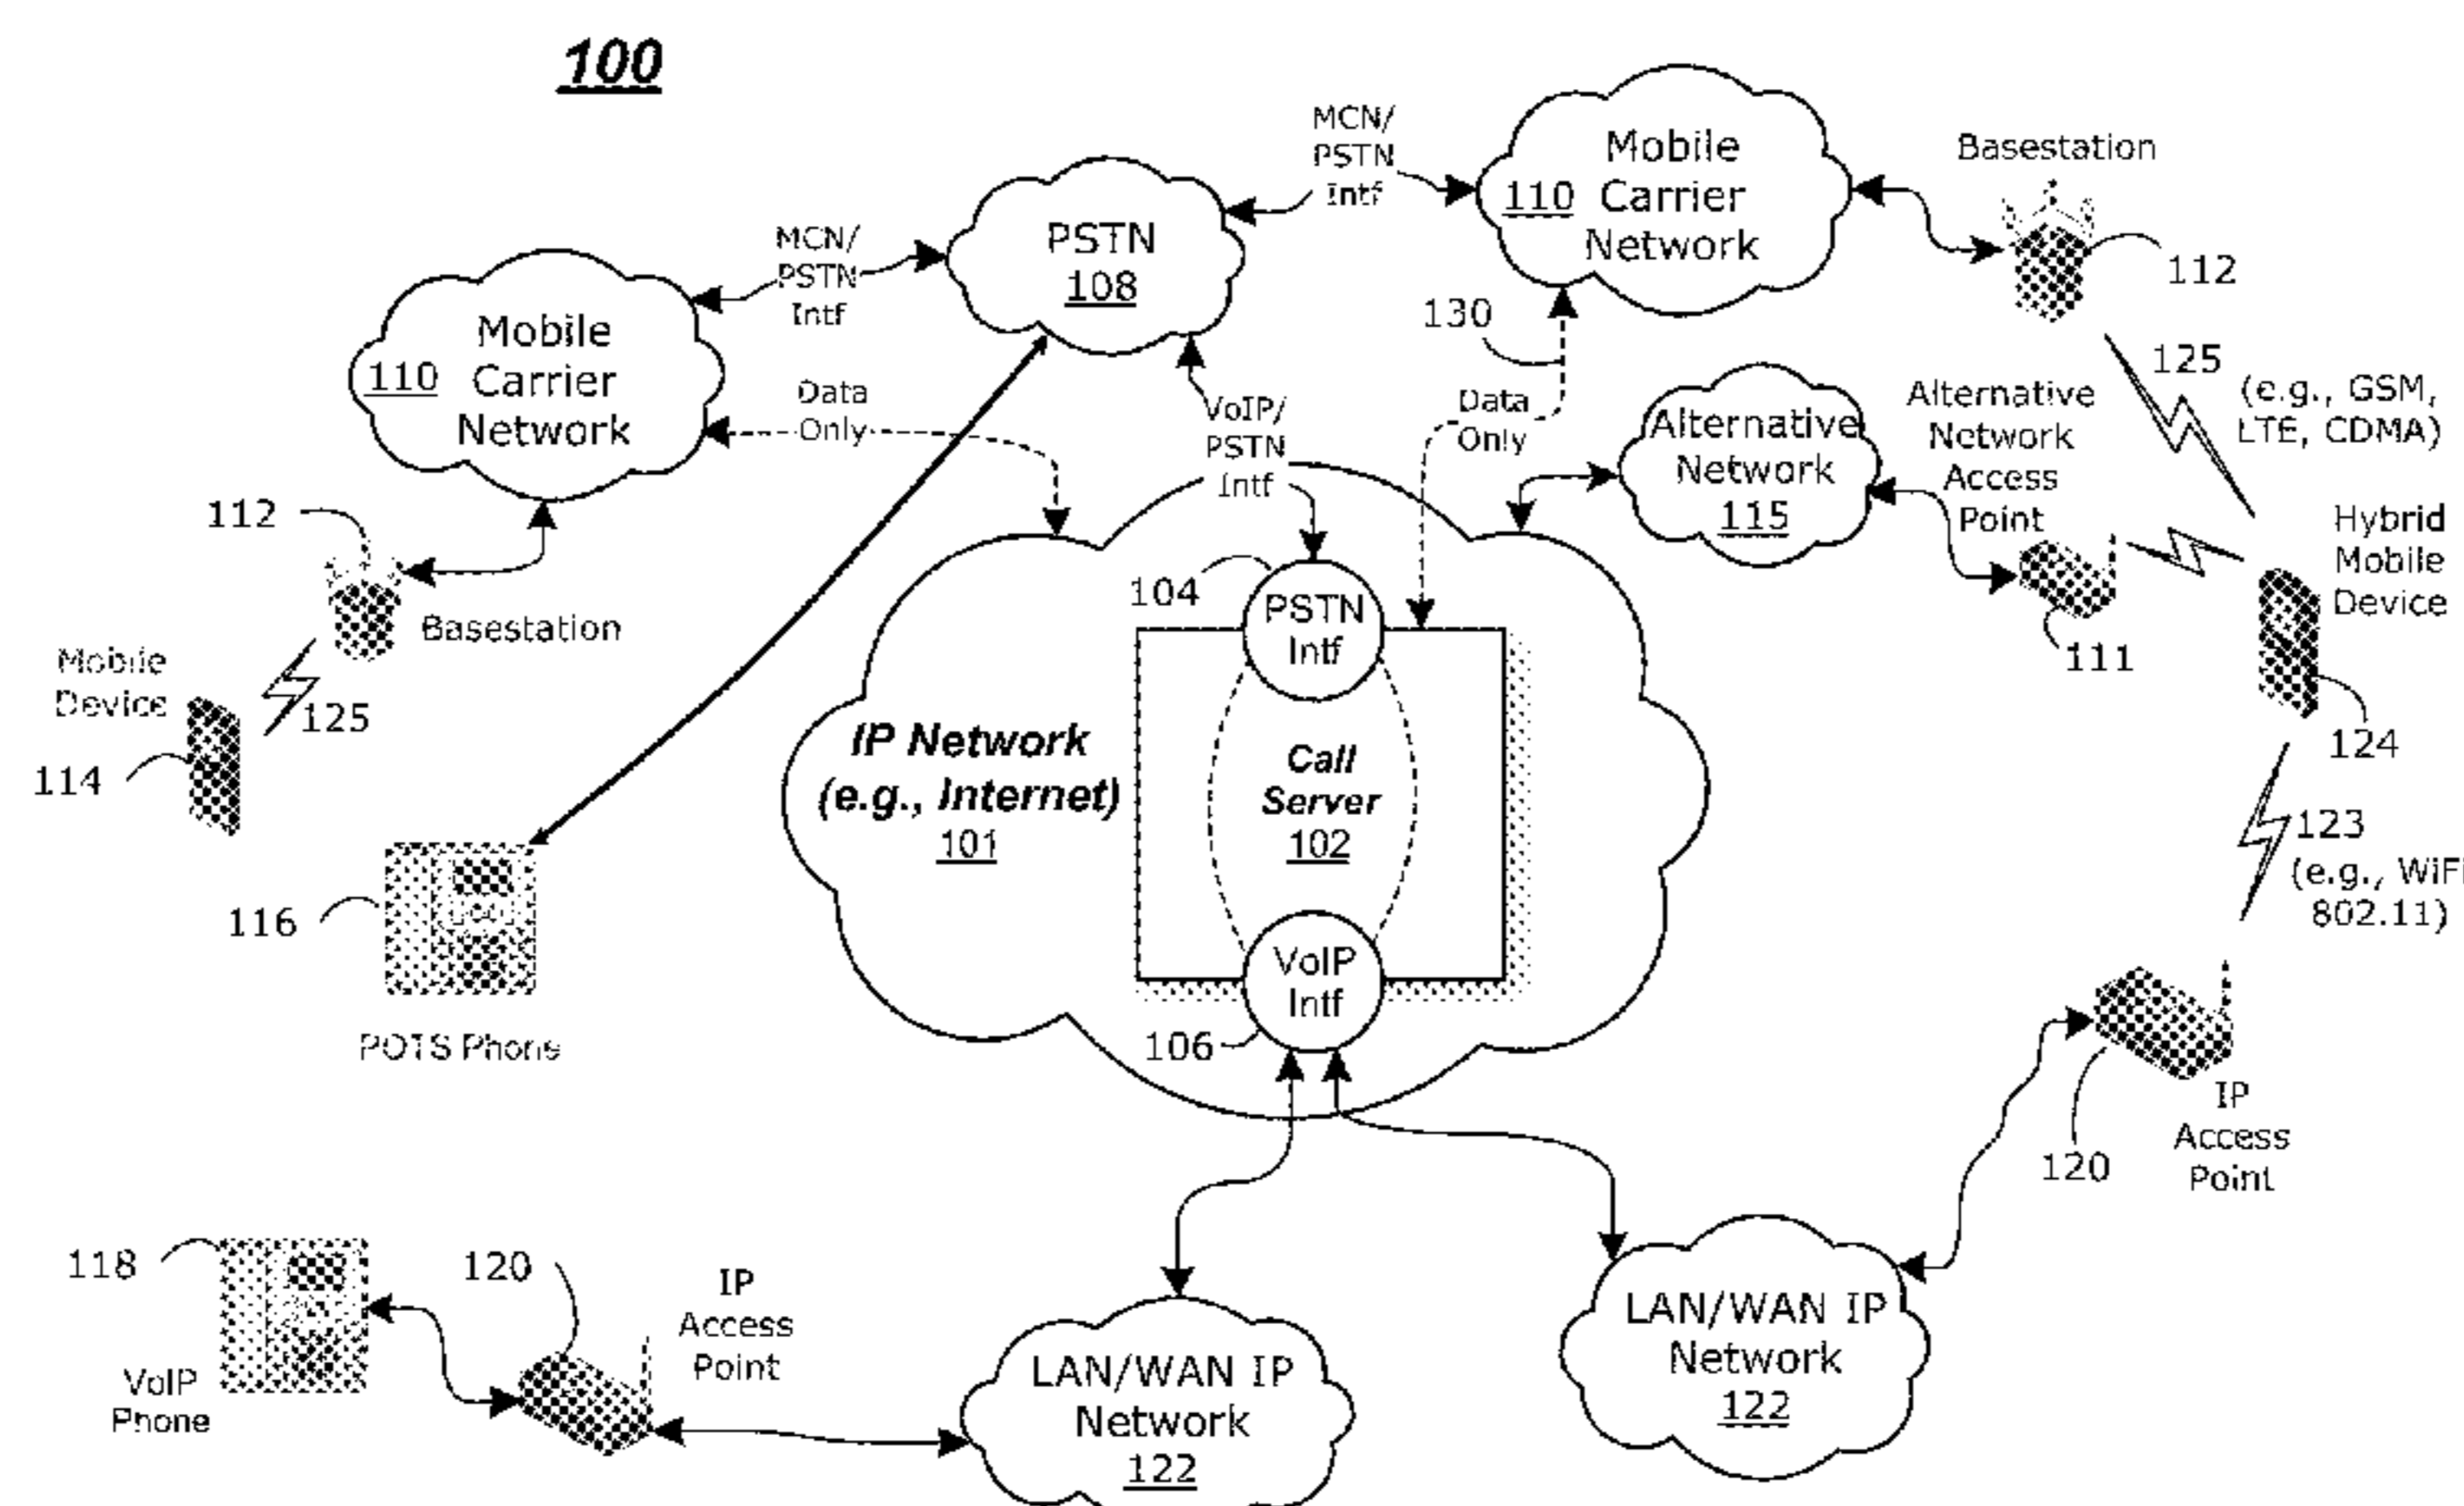 100
MCN/
PSTN
Intf
Mobile
110 Carrier
Network
Basestation
112
PSTN
108
MCN/
PSTN
Intf
Mobile
110 Carrier
Network
130
Data
Only
Data
Only
VoIP/
PSTN
Intf
Alternative
Network
115
Alternative
Network
Access
Point
125
(e.g., GSM,
LTE, CDMA)
112
Basestation
104
PSTN
Intf
111
Hybrid
Mobile
Device
124
Mobile
Device
125
114
IP Network
(e.g., Internet)
101
Call
Server
102
123
(e.g., WiFi
802.11)
116
POTS Phone
VoIP
Intf
106
120
IP
Access
Point
118
VoIP
Phone
120
IP
Access
Point
LAN/WAN IP
Network
122
LAN/WAN IP
Network
122